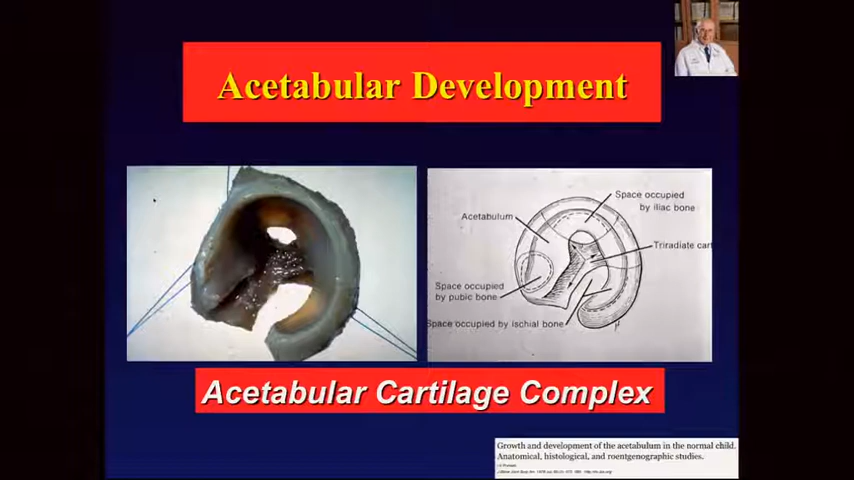 Acetabular Development
Space occupied
by iliac bone
Acetabulum
Triradiate cart
Space occupied
by pubic bone
Space occupied by ischial bone
Acetabular Cartilage Complex
Growth and development of the acetabulum in the normal child.
Anatomical, histological, and roentgenographic studies.